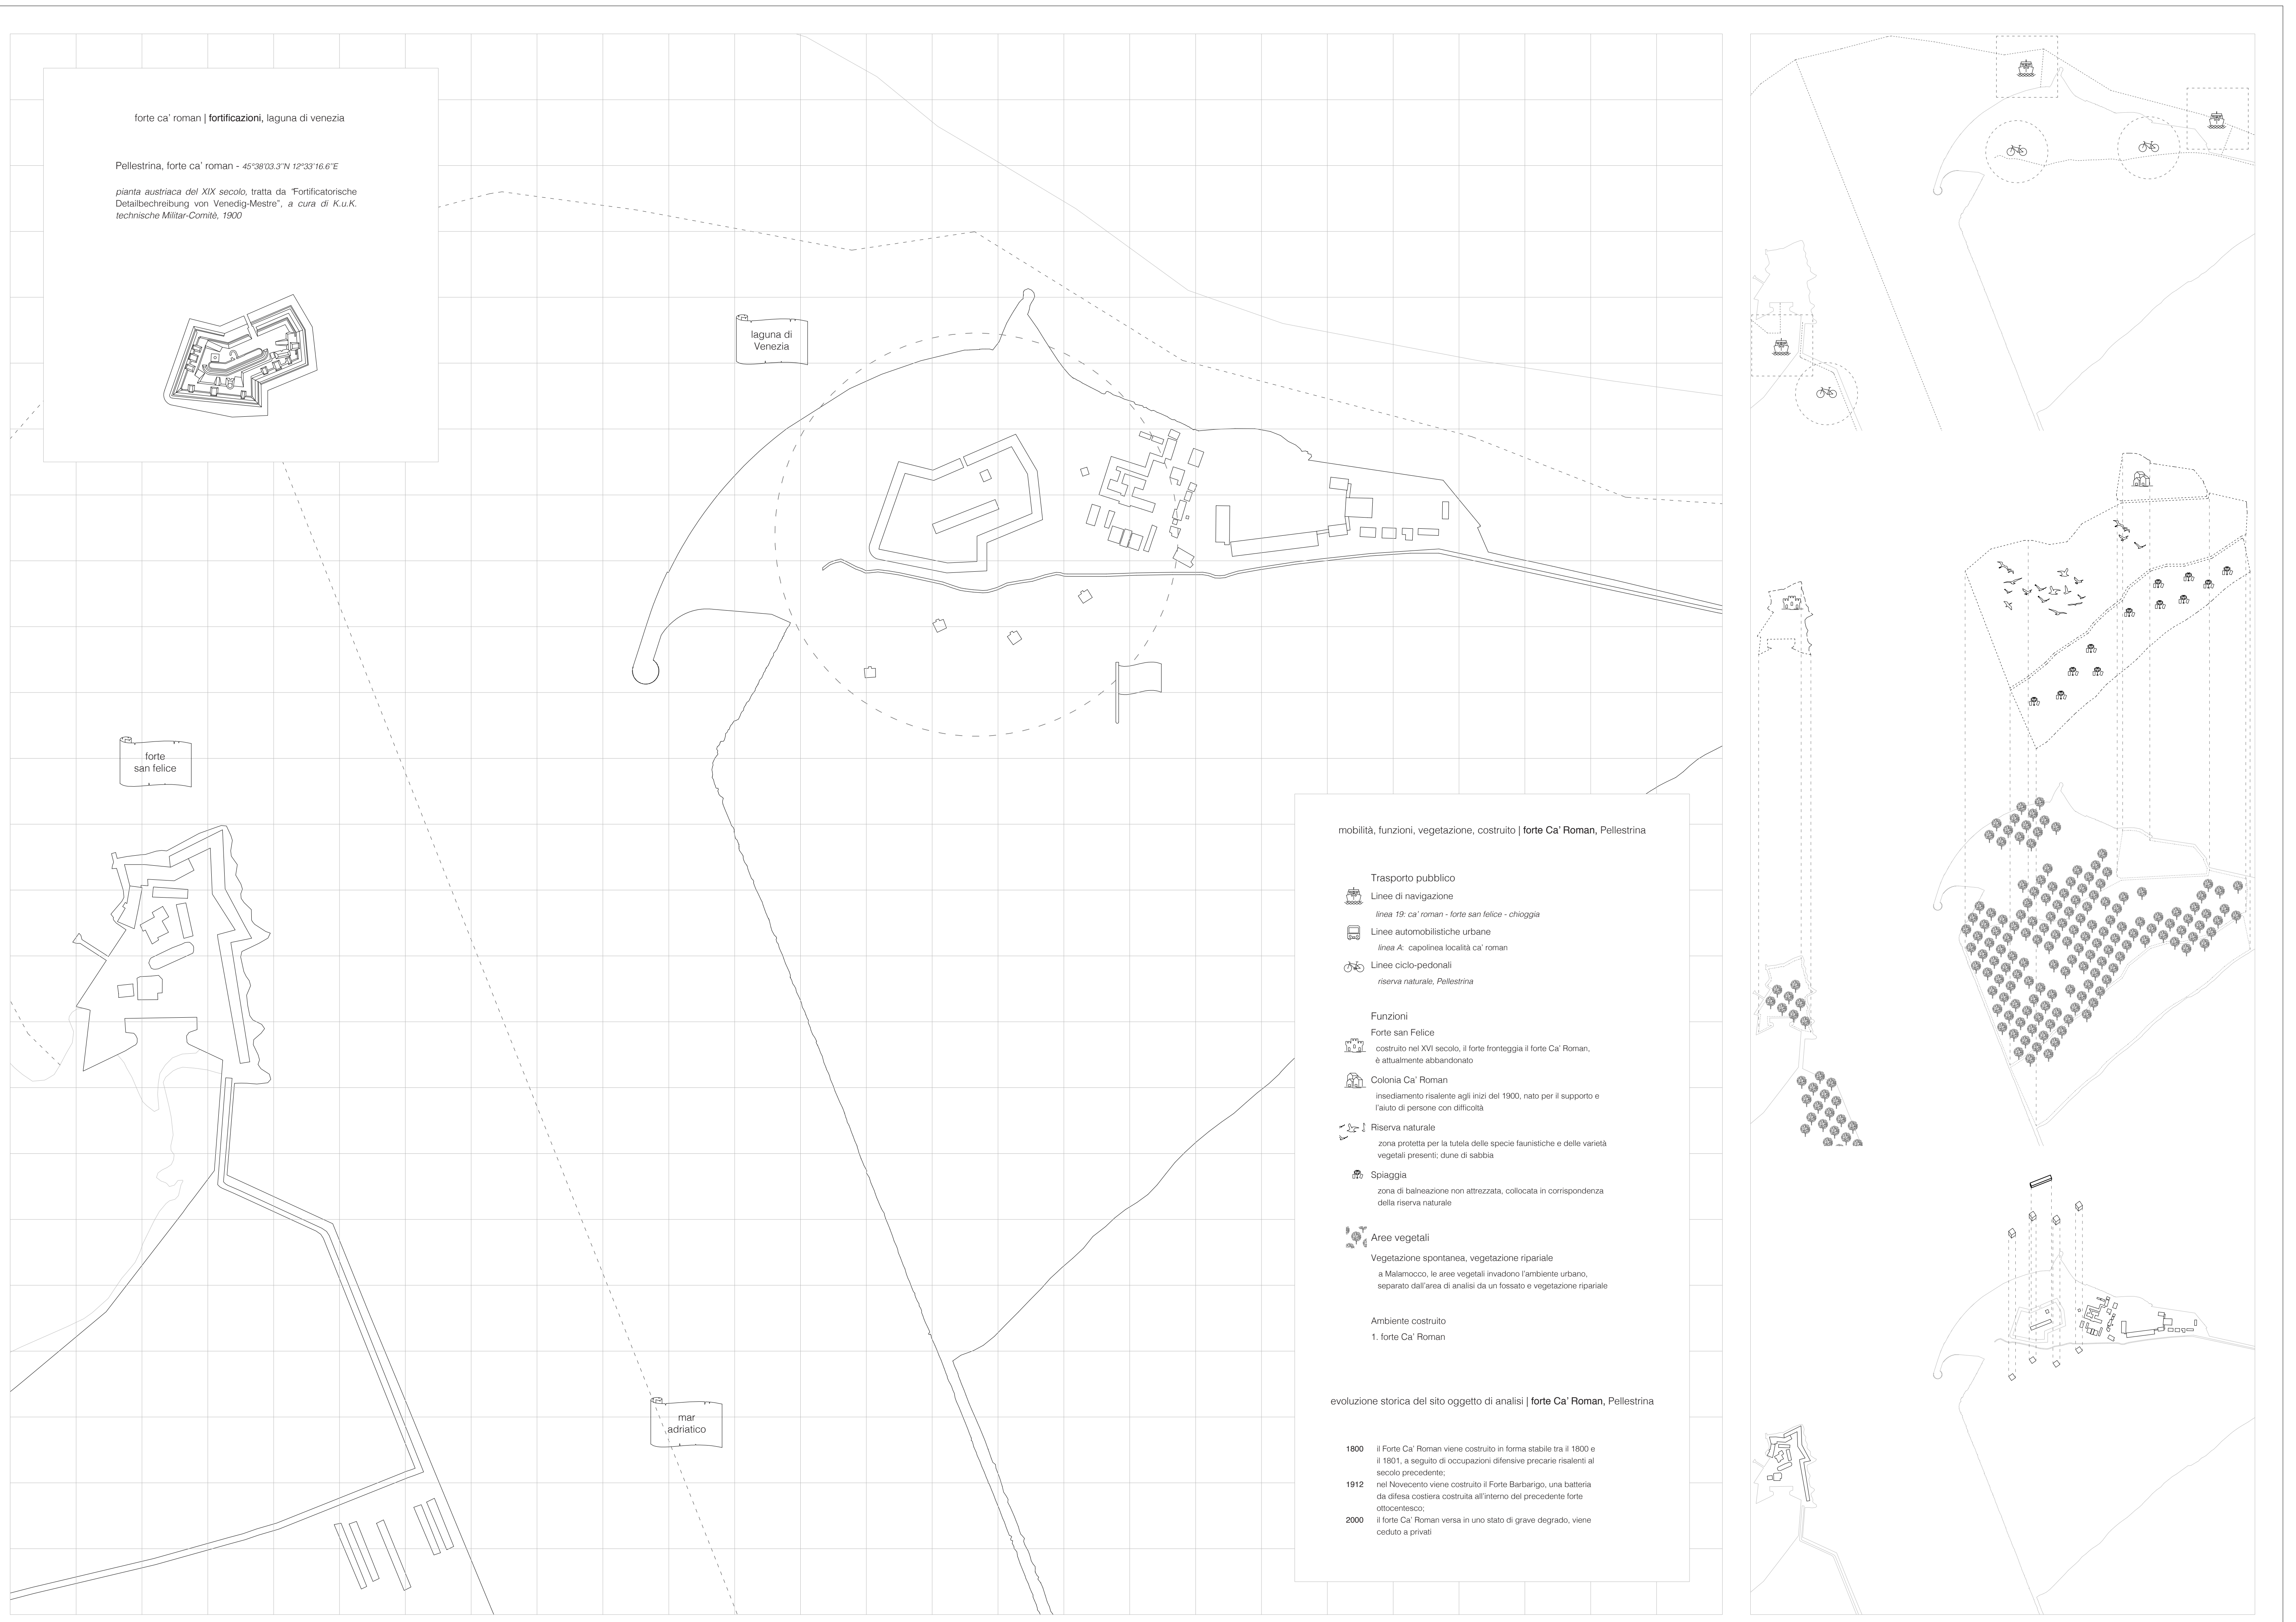 forte ca' roman | fortificazioni, laguna di venezia
Pellestrina, forte ca' roman - 45°38'03.3"N 12°33'16.6"E
pianta austriaca del XIX secolo, tratta da "Fortificatorische
Detailbechreibung von Venedig-Mestre", a cura di K.u.K.
technische Militar-Comitè, 1900
laguna di
Venezia
forte
san felice
mar
adriatico
mobilità, funzioni, vegetazione, costruito | forte Ca' Roman, Pellestrina
Trasporto pubblico
Linee di navigazione
linea 19: ca' roman - forte san felice - chioggia
Linee automobilistiche urbane
linea A: capolinea località ca' roman
Linee ciclo-pedonali
riserva naturale, Pellestrina
Funzioni
Forte san Felice
costruito nel XVI secolo, il forte fronteggia il forte Ca' Roman,
è attualmente abbandonato
Colonia Ca' Roman
insediamento risalente agli inizi del 1900, nato per il supporto e
l'aiuto di persone con difficoltà
Riserva naturale
zona protetta per la tutela delle specie faunistiche e delle varietà
vegetali presenti; dune di sabbia
Spiaggia
zona di balneazione non attrezzata, collocata in corrispondenza
della riserva naturale
Aree vegetali
Vegetazione spontanea, vegetazione ripariale
a Malamocco, le aree vegetali invadono l'ambiente urbano,
separato dall'area di analisi da un fossato e vegetazione ripariale
Ambiente costruito
1. forte Ca' Roman
evoluzione storica del sito oggetto di analisi | forte Ca' Roman, Pellestrina
1800 il Forte Ca' Roman viene costruito in forma stabile tra il 1800 e
il 1801, a seguito di occupazioni difensive precarie risalenti al
secolo precedente;
1912 nel Novecento viene costruito il Forte Barbarigo, una batteria
da difesa costiera costruita all'interno del precedente forte
ottocentesco;
2000 il forte Ca' Roman versa in uno stato di grave degrado, viene
ceduto a privati